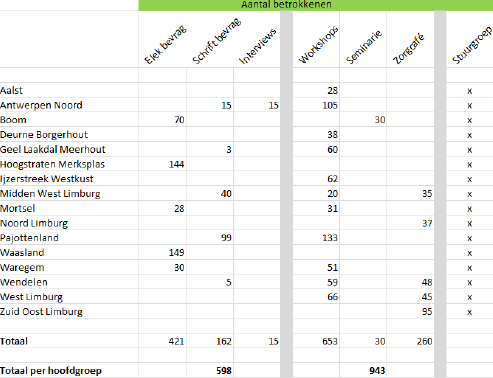 Aantal betrokkenen
Elek bevrag Schrift bevrag Interviews Workshops Seminarie Zorgcafé Stuurgroep
Aalst 28 x
Antwerpen Noord 15 15 105 x
Boom 70 30 x
Deurne Borgerhout 38 x
Geel Laakdal Meerhout 3 60 x
Hoogstraten Merksplas 144 x
Ijzerstreek Westkust 62 x
Midden West Limburg 40 20 35 x
Mortsel 28 31 x
Noord Limburg 37 x
Pajottenland 99 133 x
Waasland 149 x
Waregem 30 51 x
Wendelen 5 59 48 x
West Limburg 66 45 x
Zuid Oost Limburg 95 x
Totaal 421 162 15 653 30 260
Totaal per hoofdgroep 598 943